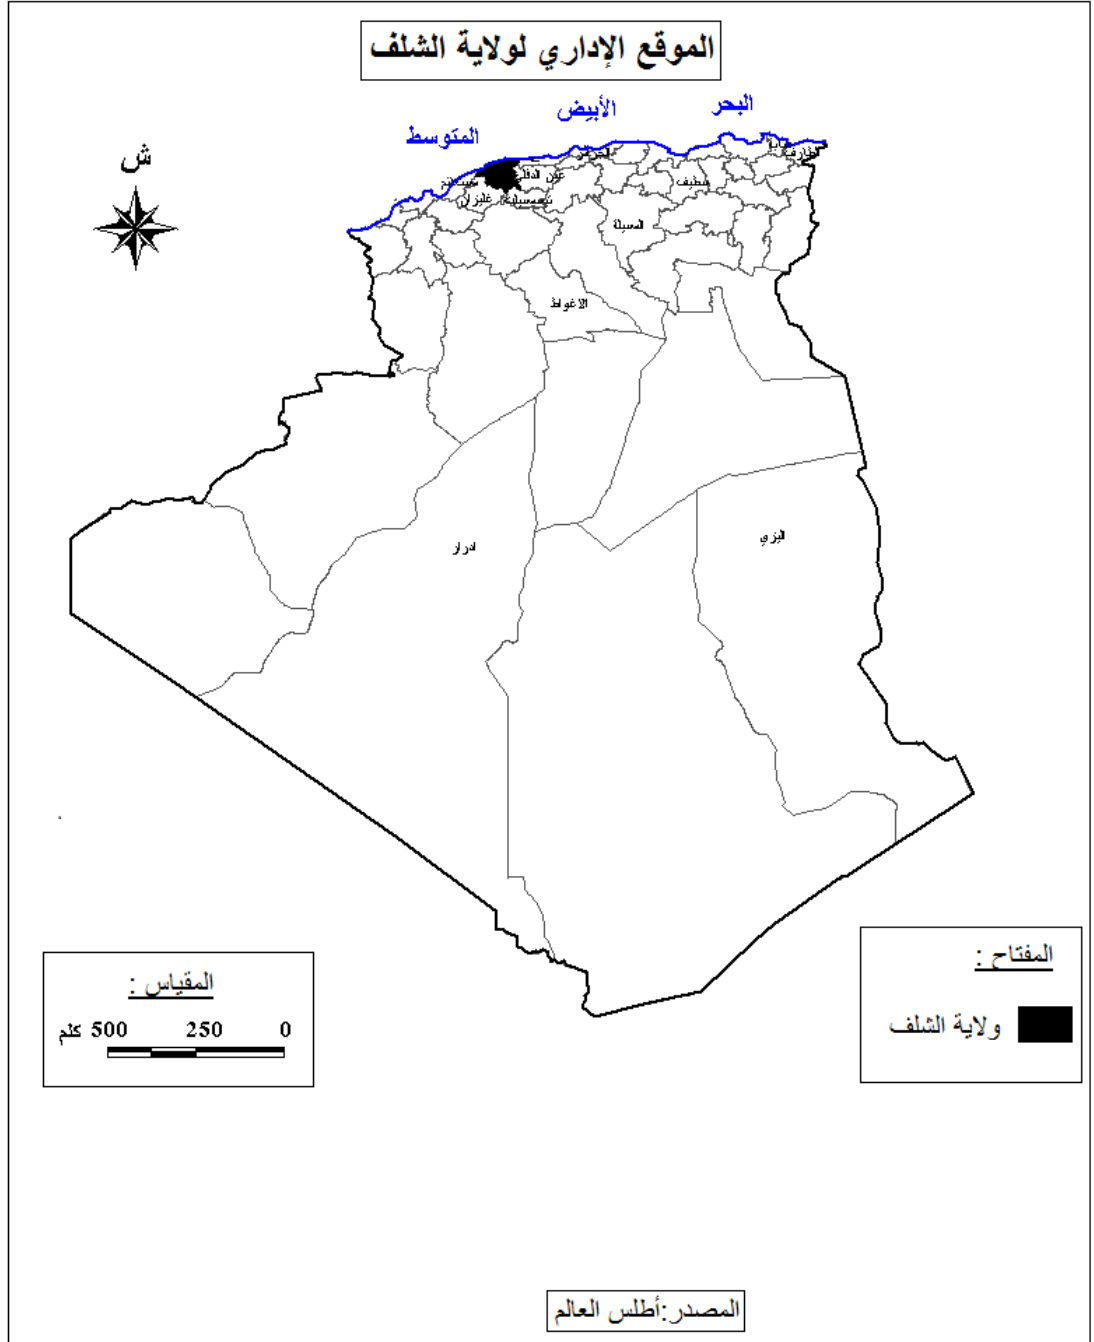 الموقع الإداري لولاية الشلف
البحر
الأبيض
المتوسط
ش
عين الدفلى
غليزان
سطيف
المسيلة
الاغواط
ادرار
اليزي
المفتاح :
ولاية الشلف
المقياس :
0 250 500 كلم
المصدر:أطلس العالم